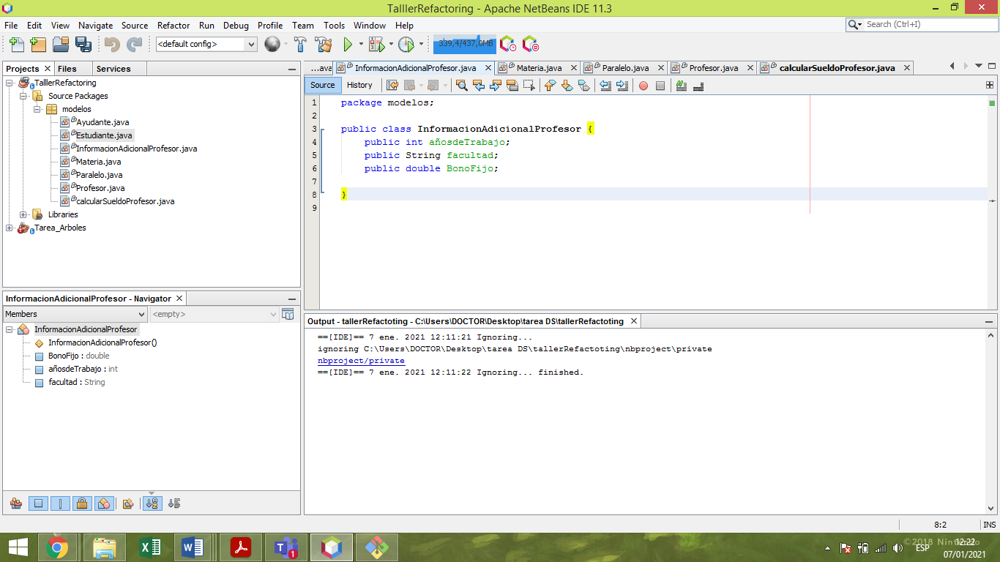 TalllerRefactoring - Apache NetBeans IDE 11.3
File Edit View Navigate Source Refactor Run Debug Profile Team Tools Window Help
Search (Ctrl+I)
<default config>
339,4/437,0MB
Projects Files Services
TalllerRefactoring
Source Packages
modelos
Ayudante.java
Estudiante.java
InformacionAdicionalProfesor.java
Materia.java
Paralelo.java
Profesor.java
calcularSueldoProfesor.java
Libraries
Tarea_Arboles
InformacionAdicionalProfesor - Navigator
Members
<empty>
InformacionAdicionalProfesor
InformacionAdicionalProfesor()
BonoFijo : double
añosdeTrabajo : int
facultad : String
...ava InformacionAdicionalProfesor.java Materia.java Paralelo.java Profesor.java calcularSueldoProfesor.java
Source History
1 package modelos;
2
3 public class InformacionAdicionalProfesor {
4 public int añosdeTrabajo;
5 public String facultad;
6 public double BonoFijo;
7
8 }
9
Output - tallerRefactoting - C:\Users\DOCTOR\Desktop\tarea DS\tallerRefactoting
==[IDE]== 7 ene. 2021 12:11:21 Ignoring...
ignoring C:\Users\DOCTOR\Desktop\tarea DS\tallerRefactoting\nbproject\private
nbproject/private
==[IDE]== 7 ene. 2021 12:11:22 Ignoring... finished.
8:2 INS
1
©2018 Nintendo
ESP
12:22
07/01/2021